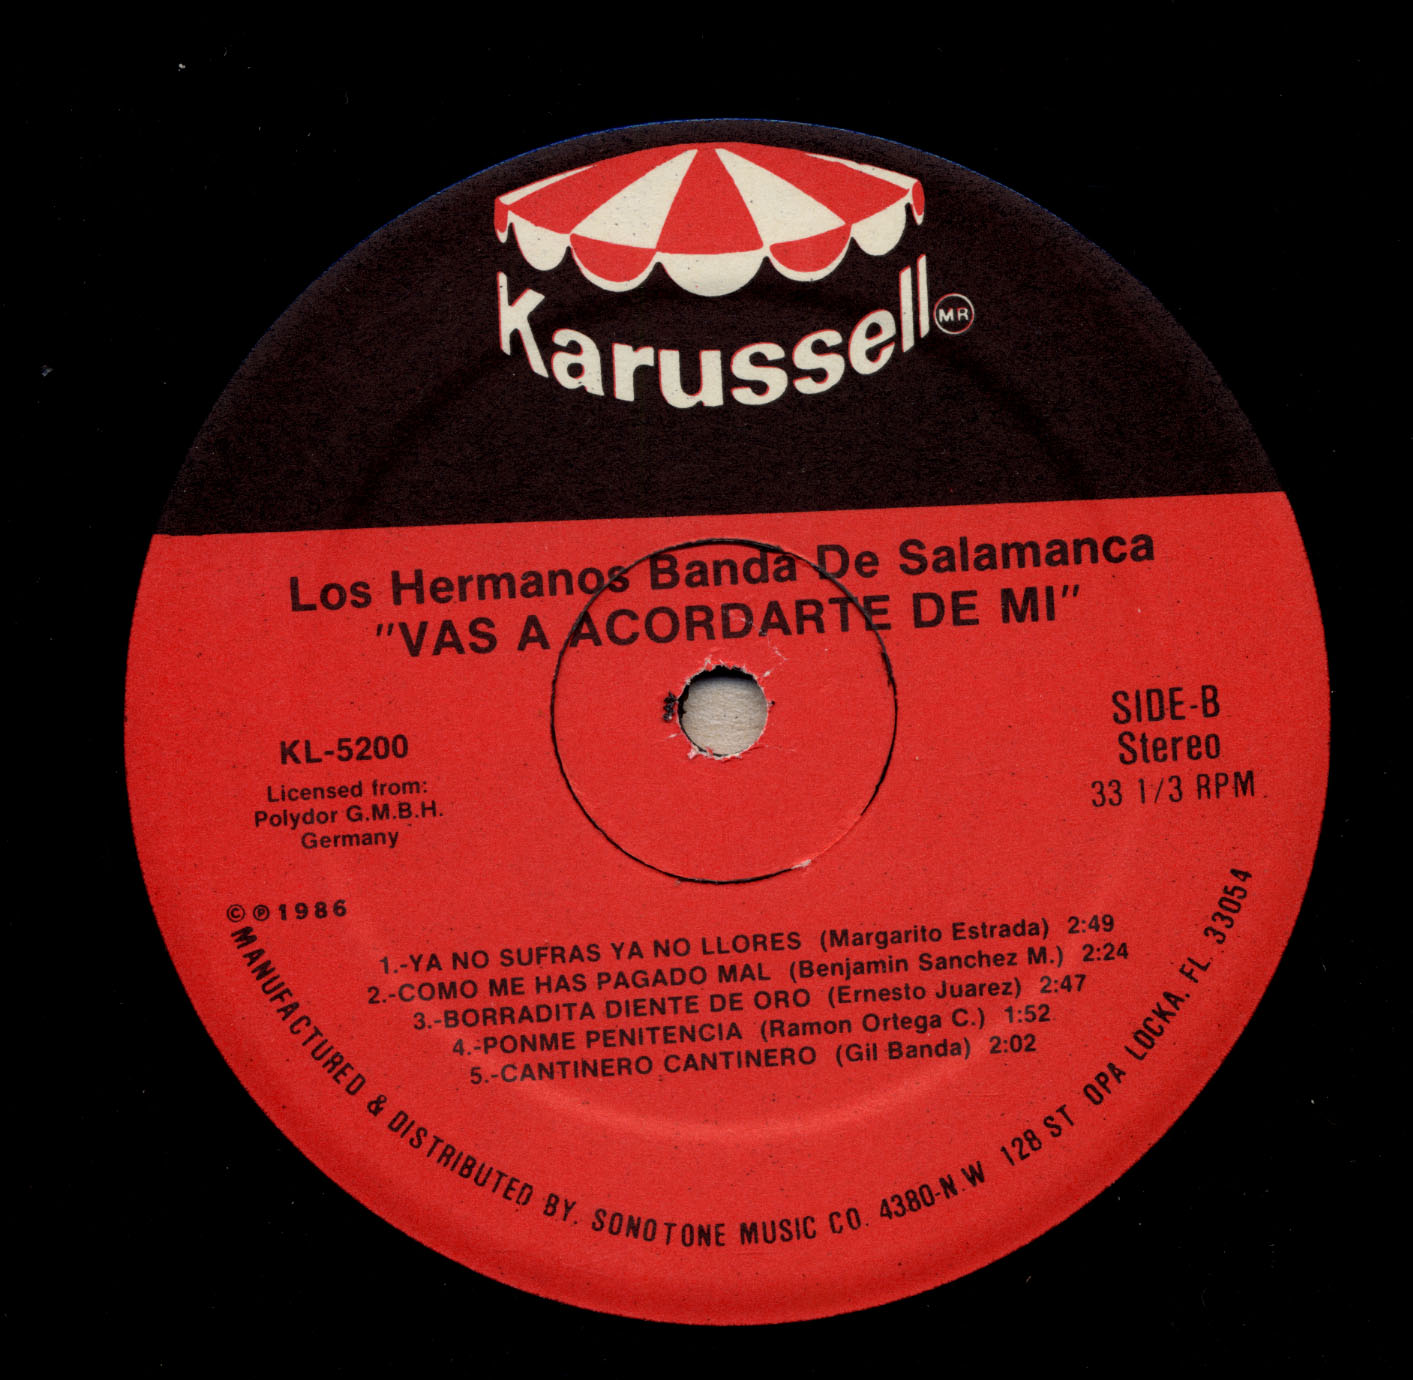 Karussell MR
Los Hermanos Banda De Salamanca
"VAS A ACORDARTE DE MI"
KL-5200
Licensed from:
Polydor G.M.B.H.
Germany
SIDE-B
Stereo
33 1/3 RPM
©℗1986
1.-YA NO SUFRAS YA NO LLORES (Margarito Estrada) 2:49
2.-COMO ME HAS PAGADO MAL (Benjamin Sanchez M.) 2:24
3.-BORRADITA DIENTE DE ORO (Ernesto Juarez) 2:47
4.-PONME PENITENCIA (Ramon Ortega C.) 1:52
5.-CANTINERO CANTINERO (Gil Banda) 2:02
MANUFACTURED & DISTRIBUTED BY. SONOTONE MUSIC CO. 4380-N.W 128 ST OPA LOCKA, FL. 33054